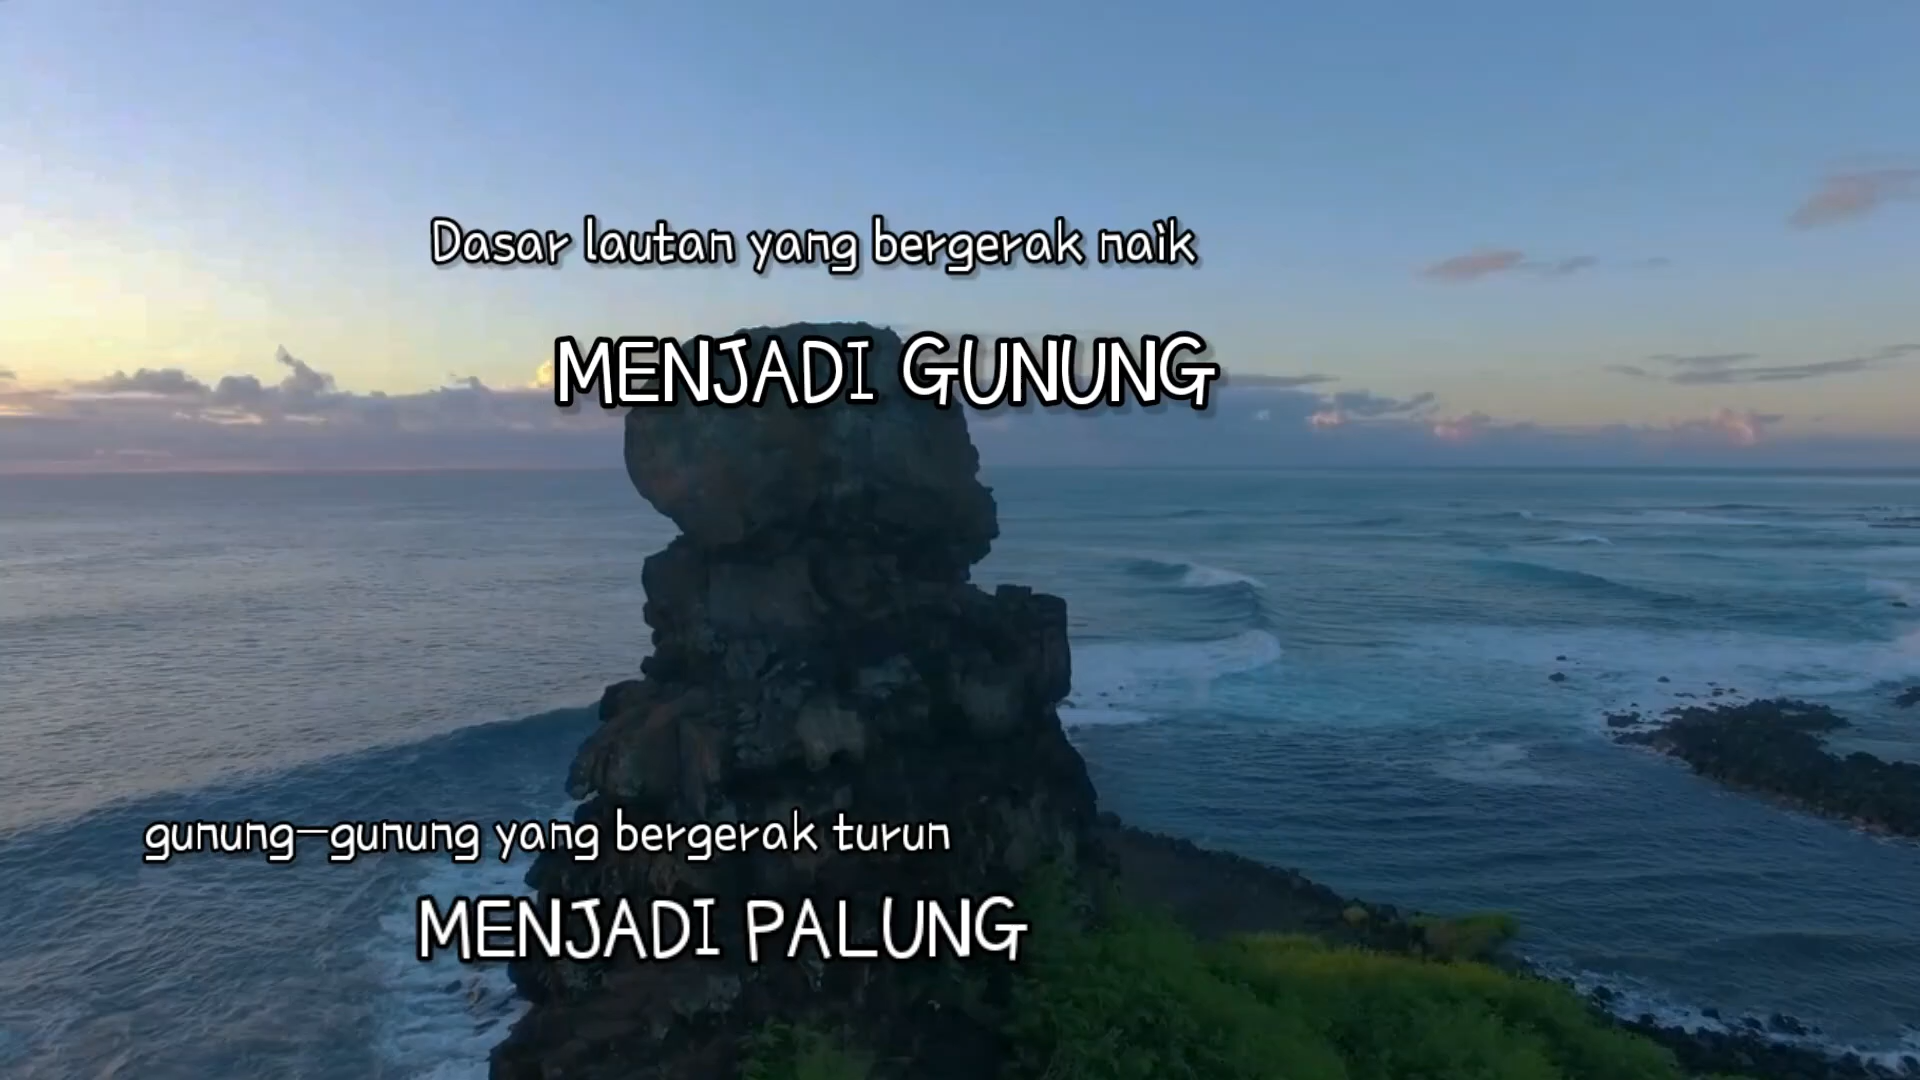 Dasar lautan yang bergerak naik
MENJADI GUNUNG
gunung-gunung yang bergerak turun
MENJADI PALUNG